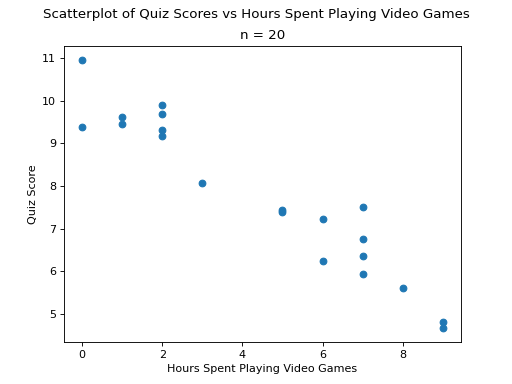 Scatterplot of Quiz Scores vs Hours Spent Playing Video Games
n = 20
11
10
9
8
7
6
5
Quiz Score
0 2 4 6 8
Hours Spent Playing Video Games